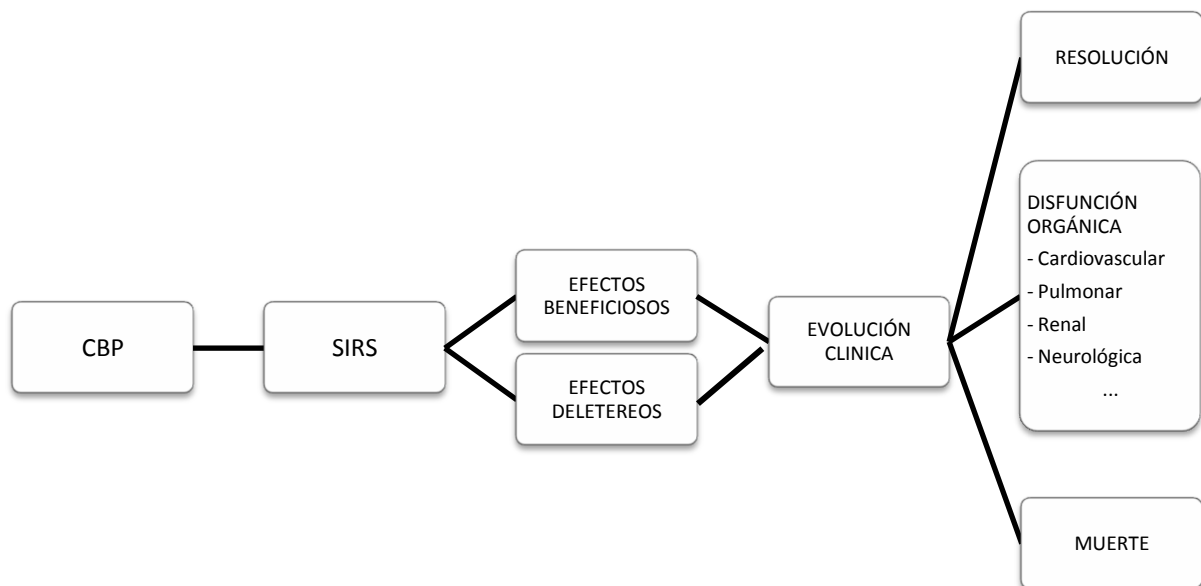 CBP
SIRS
EFECTOS
BENEFICIOSOS
EFECTOS
DELETEREOS
EVOLUCIÓN
CLINICA
RESOLUCIÓN
DISFUNCIÓN
ORGÁNICA
- Cardiovascular
- Pulmonar
- Renal
- Neurológica
...
MUERTE